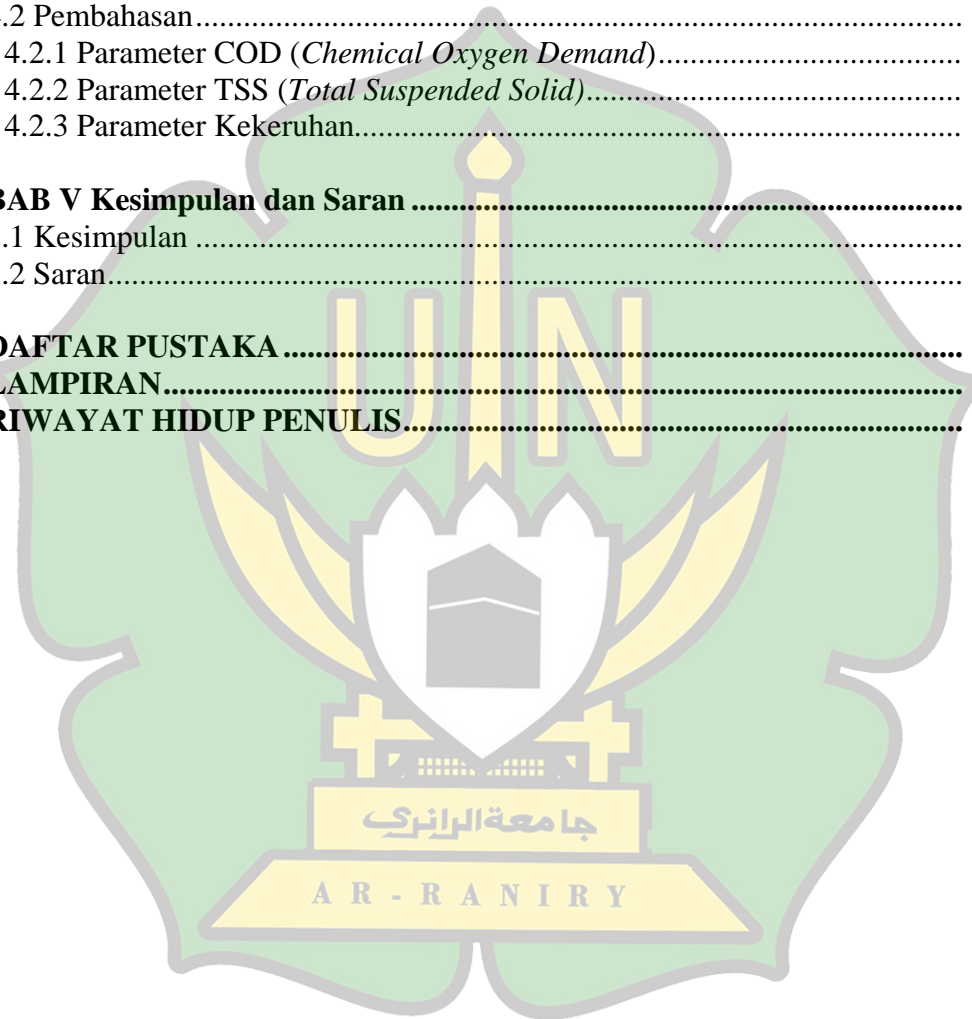 .2 Pembahasan................................................................................................
4.2.1 Parameter COD (Chemical Oxygen Demand)......................................
4.2.2 Parameter TSS (Total Suspended Solid)...............................................
4.2.3 Parameter Kekeruhan............................................................................
BAB V Kesimpulan dan Saran .....................................................................
.1 Kesimpulan ................................................................................................
.2 Saran...........................................................................................................
DAFTAR PUSTAKA.....................................................................................
LAMPIRAN....................................................................................................
RIWAYAT HIDUP PENULIS......................................................................
UIN
جامعة الرانري
AR-RANIRY